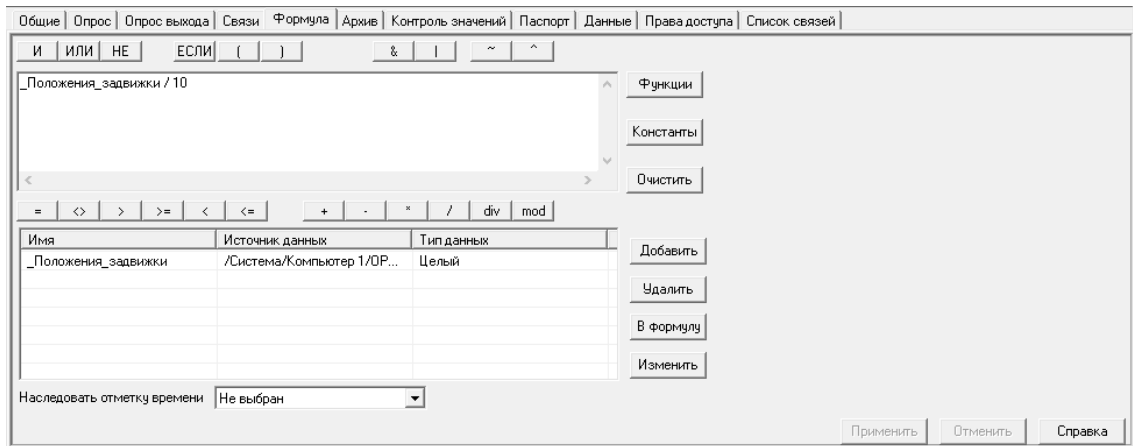 Общие Опрос Опрос выхода Связи Формула Архив Контроль значений Паспорт Данные Права доступа Список связей
И ИЛИ НЕ ЕСЛИ ( ) & | ~ ^
_Положения_задвижки / 10
Функции
Константы
Очистить
= <> > >= < <= + - * / div mod
Имя Источник данных Тип данных
_Положения_задвижки /Система/Компьютер 1/OP... Целый
Добавить
Удалить
В формулу
Изменить
Наследовать отметку времени Не выбран
Применить Отменить Справка